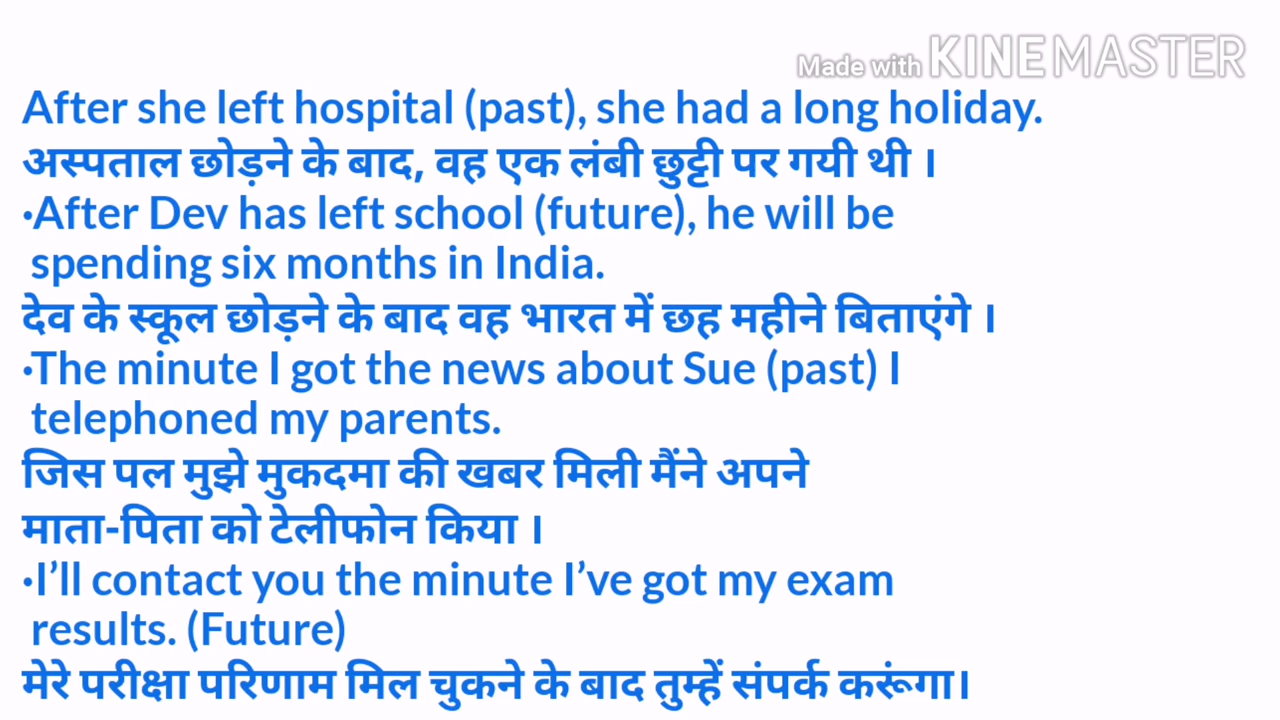 Made with KINEMASTER
After she left hospital (past), she had a long holiday.
अस्पताल छोड़ने के बाद, वह एक लंबी छुट्टी पर गयी थी ।
·After Dev has left school (future), he will be
spending six months in India.
देव के स्कूल छोड़ने के बाद वह भारत में छह महीने बिताएंगे ।
·The minute I got the news about Sue (past) I
telephoned my parents.
जिस पल मुझे मुकदमा की खबर मिली मैंने अपने
माता-पिता को टेलीफोन किया ।
·I’ll contact you the minute I’ve got my exam
results. (Future)
मेरे परीक्षा परिणाम मिल चुकने के बाद तुम्हें संपर्क करूंगा।